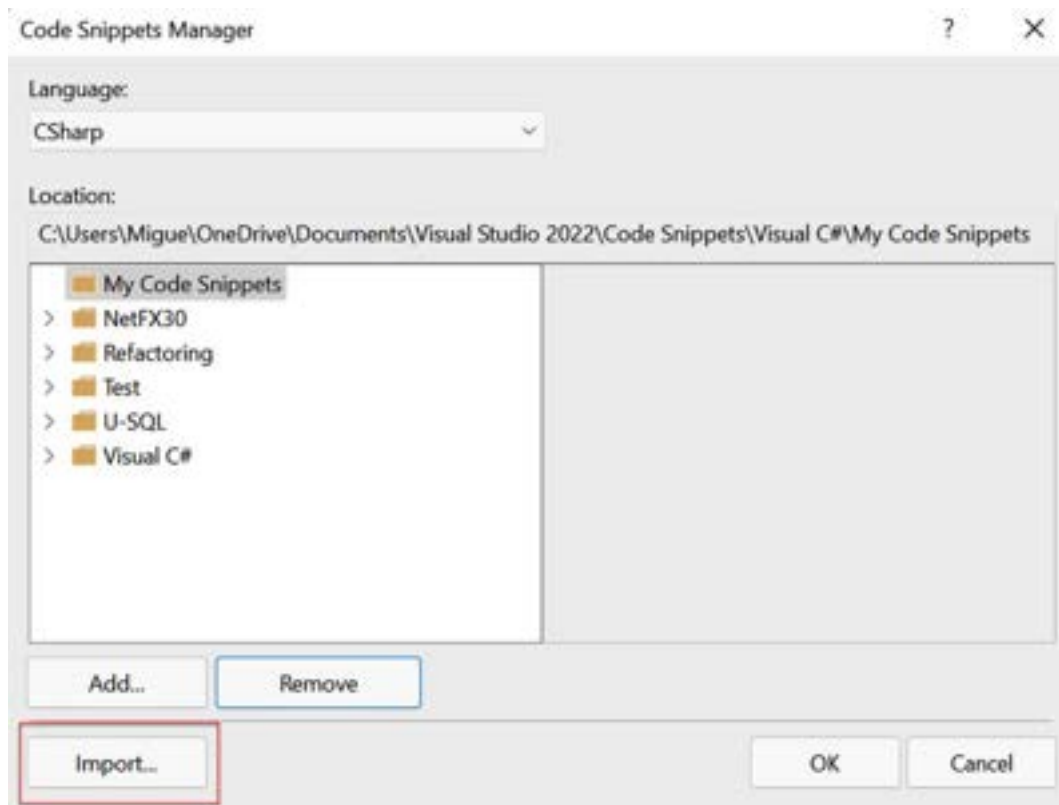 Code Snippets Manager ?
Language:
CSharp
Location:
C:\Users\Migue\OneDrive\Documents\Visual Studio 2022\Code Snippets\Visual C#\My Code Snippets
My Code Snippets
NetFX30
Refactoring
Test
U-SQL
Visual C#
Add... Remove
Import... OK Cancel